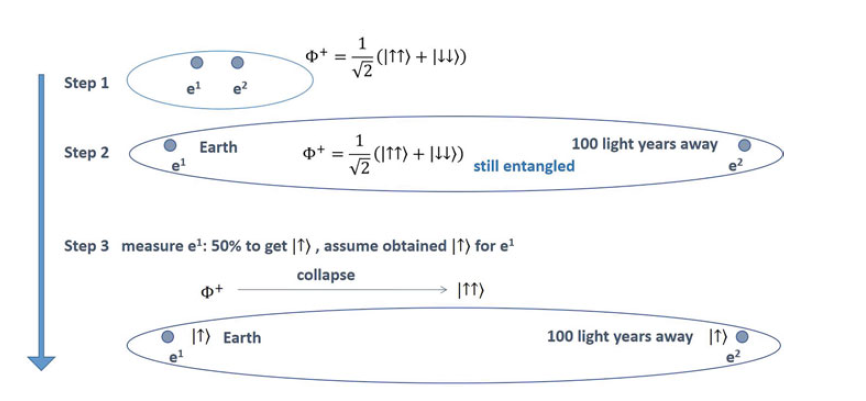 Φ⁺ = 1/√2 (|↑↑⟩ + |↓↓⟩)
Step 1
e¹ e²
Step 2 Earth Φ⁺ = 1/√2 (|↑↑⟩ + |↓↓⟩) 100 light years away
e¹ still entangled e²
Step 3 measure e¹: 50% to get |↑⟩ , assume obtained |↑⟩ for e¹
collapse
Φ⁺ |↑↑⟩
|↑⟩ Earth 100 light years away |↑⟩
e¹ e²